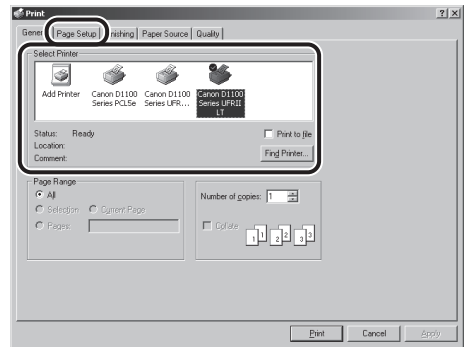 Print
General Page Setup Finishing Paper Source Quality
Select Printer
Add Printer Canon D1100 Series PCL5e Canon D1100 Series UFR... Canon D1100 Series UFRII LT
Status: Ready
Location:
Comment:
Print to file
Find Printer...
Page Range
All
Selection Current Page
Pages:
Number of copies: 1
Collate
1 1 2 2 3 3
Print Cancel Apply